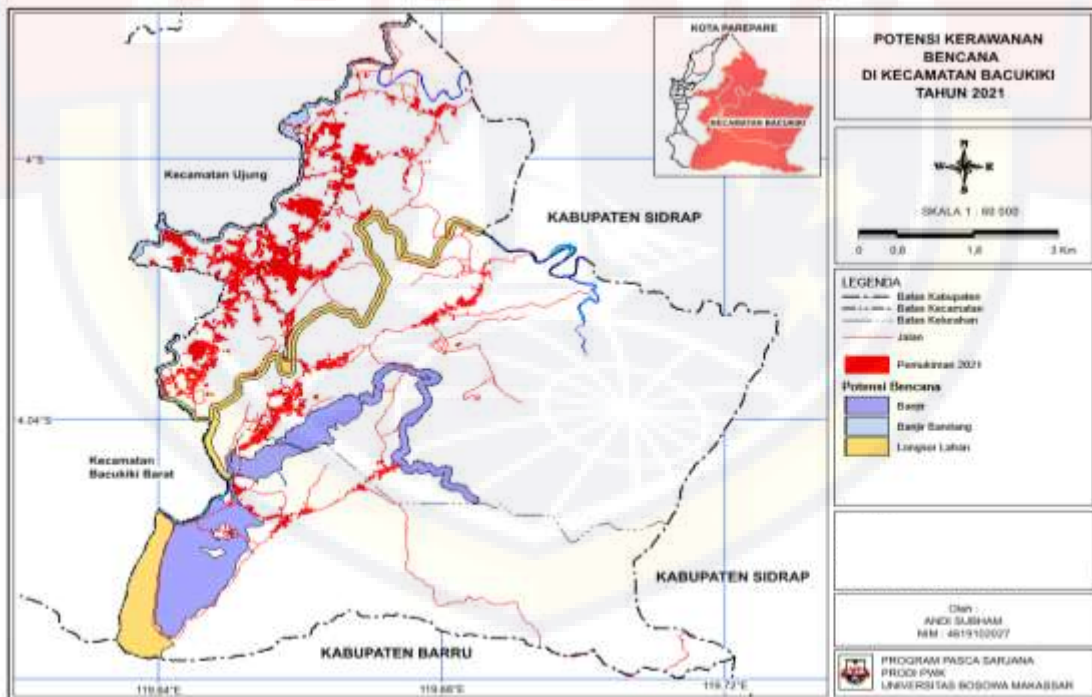 KOTA PAREPARE
KECAMATAN BACUKIKI
4°S
Kecamatan Ujung
KABUPATEN SIDRAP
4.04°S
Kecamatan
Bacukiki Barat
KABUPATEN SIDRAP
KABUPATEN BARRU
119.64°E
119.68°E
119.72°E
POTENSI KERAWANAN
BENCANA
DI KECAMATAN BACUKIKI
TAHUN 2021
N
W
E
S
SKALA 1 : 60 000
0 0,8 1,6 3 Km
LEGENDA
Batas Kabupaten
Batas Kecamatan
Batas Kelurahan
Jalan
Pemukiman 2021
Potensi Bencana
Banjir
Banjir Bandang
Longsor Lahan
Oleh
ANDI SUBHAM
NIM : 4619102027
PROGRAM PASCA SARJANA
PRODI PWK
UNIVERSITAS BOSOWA MAKASSAR